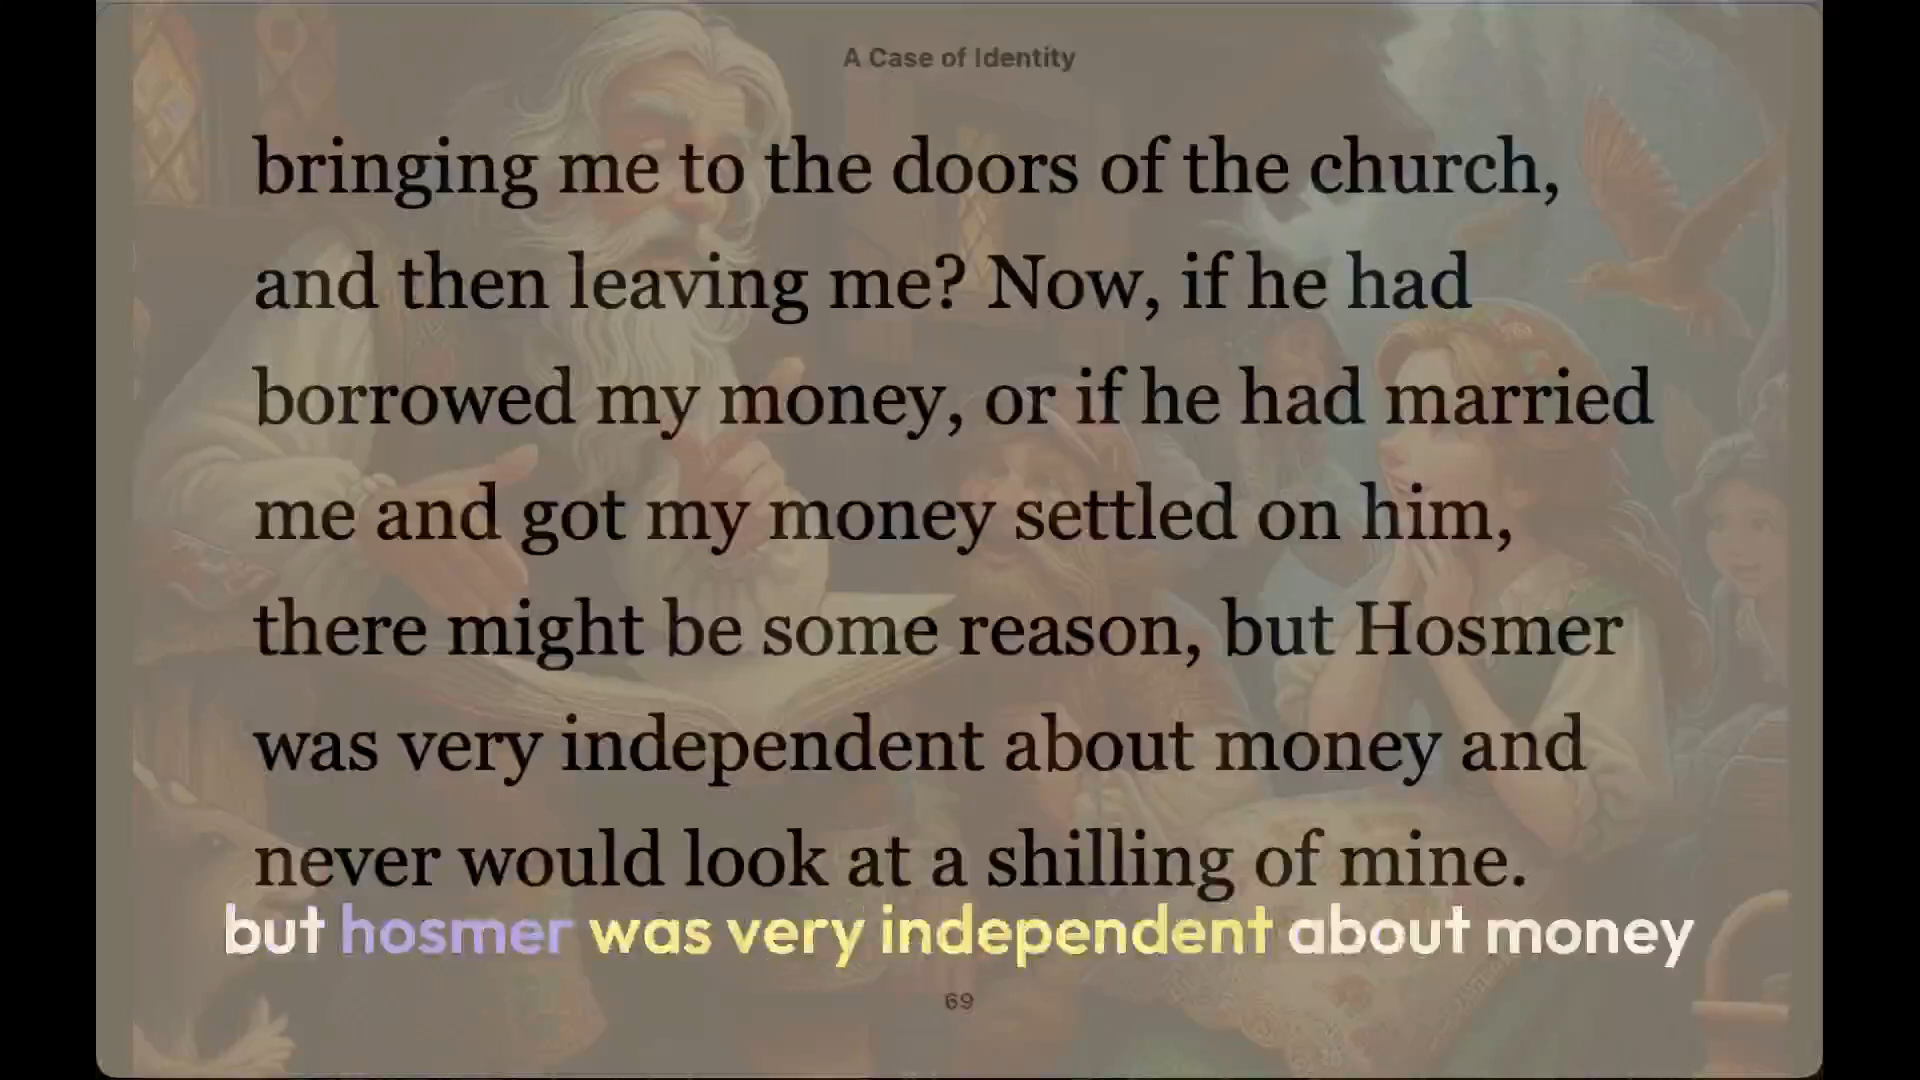 A Case of Identity
bringing me to the doors of the church,
and then leaving me? Now, if he had
borrowed my money, or if he had married
me and got my money settled on him,
there might be some reason, but Hosmer
was very independent about money and
never would look at a shilling of mine.
but hosmer was very independent about money
69